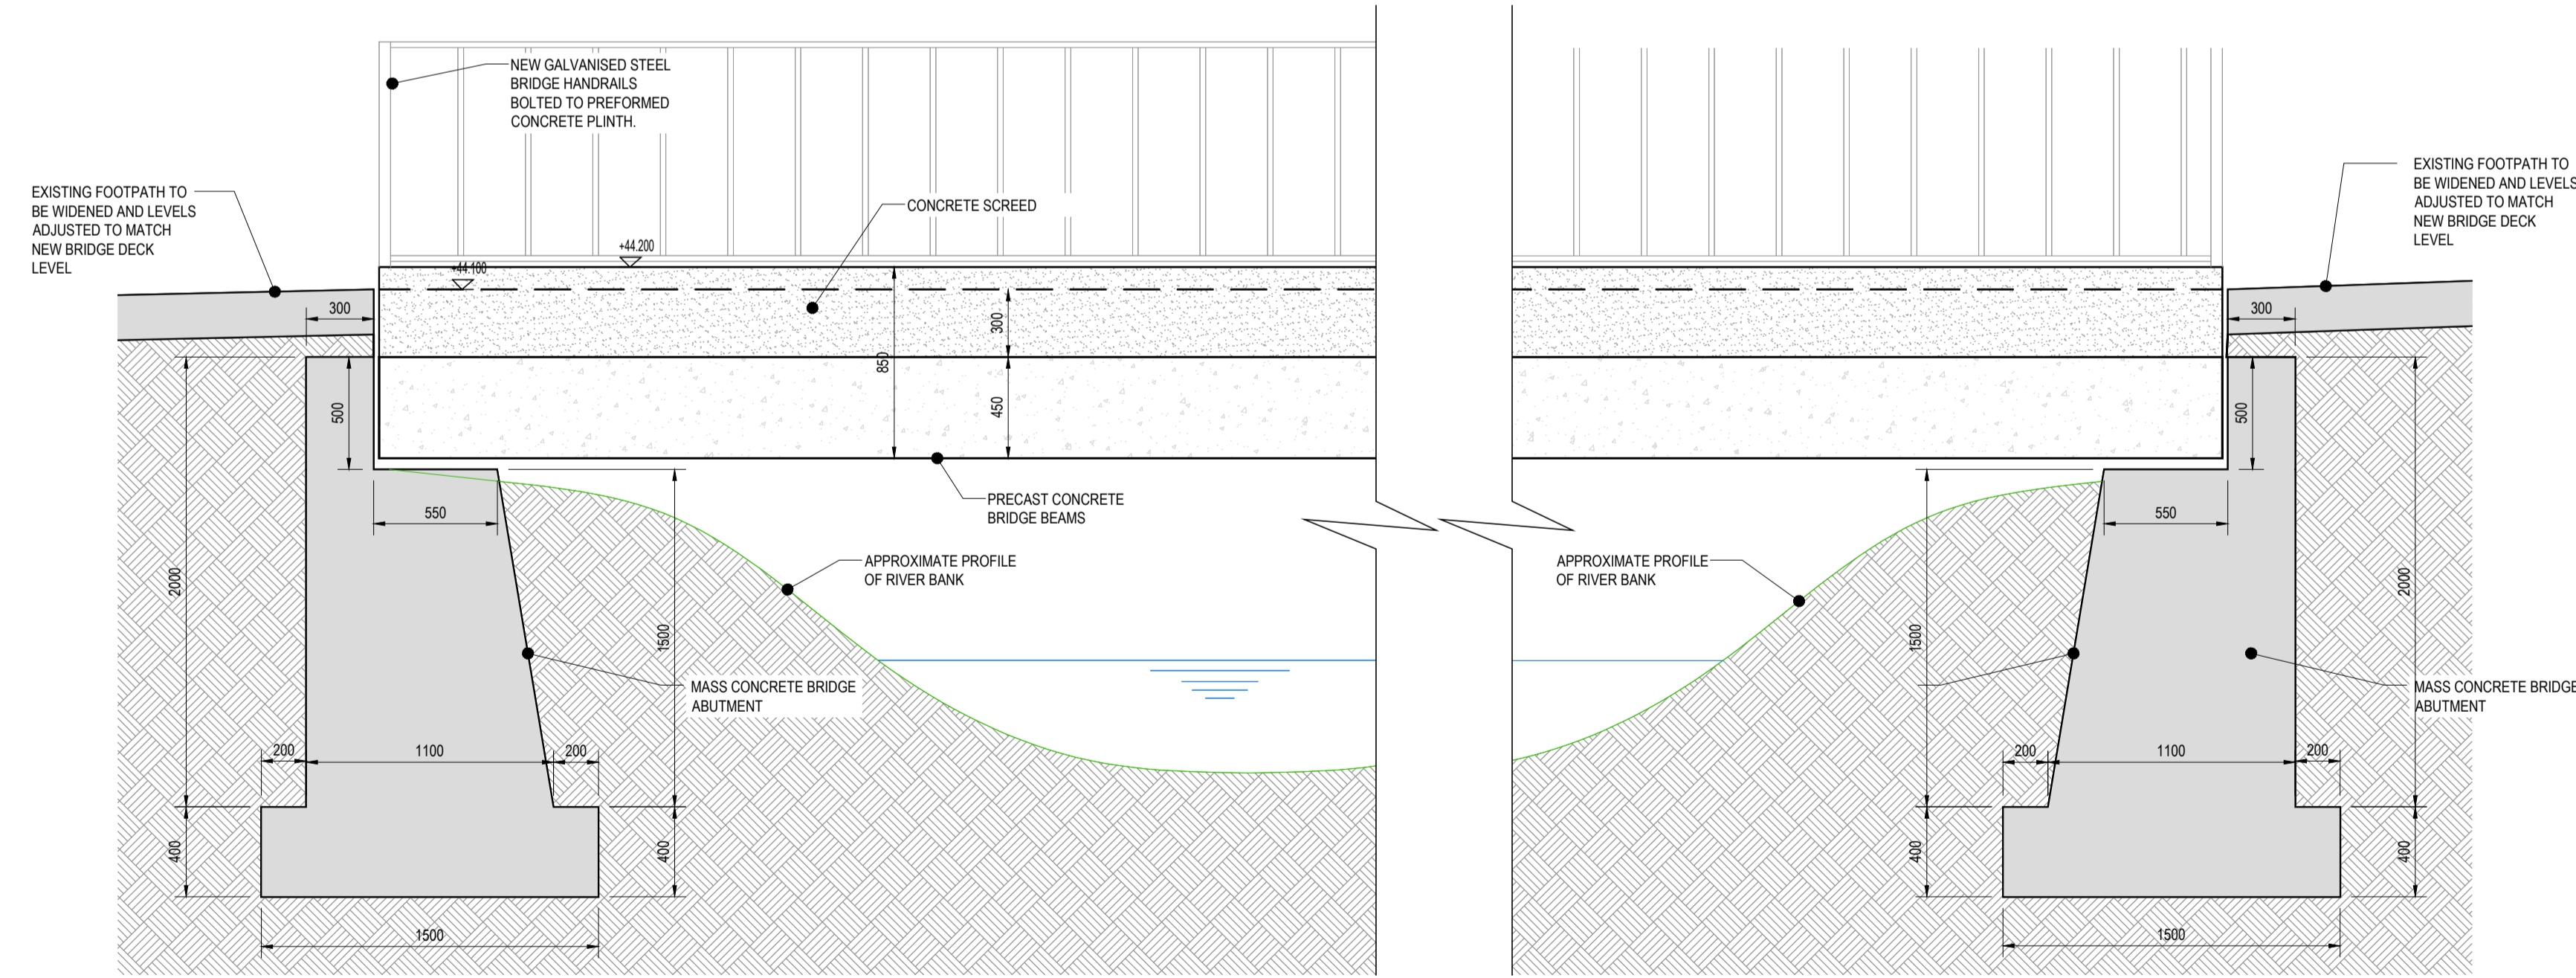 NEW GALVANISED STEEL
BRIDGE HANDRAILS
BOLTED TO PREFORMED
CONCRETE PLINTH.
EXISTING FOOTPATH TO
BE WIDENED AND LEVELS
ADJUSTED TO MATCH
NEW BRIDGE DECK
LEVEL
CONCRETE SCREED
+44.200
+44.100
EXISTING FOOTPATH TO
BE WIDENED AND LEVELS
ADJUSTED TO MATCH
NEW BRIDGE DECK
LEVEL
300
300
850
300
450
500
500
550
550
PRECAST CONCRETE
BRIDGE BEAMS
APPROXIMATE PROFILE
OF RIVER BANK
APPROXIMATE PROFILE
OF RIVER BANK
2000
1500
1500
2000
MASS CONCRETE BRIDGE
ABUTMENT
MASS CONCRETE BRIDGE
ABUTMENT
200
1100
200
200
1100
200
400
400
400
400
1500
1500